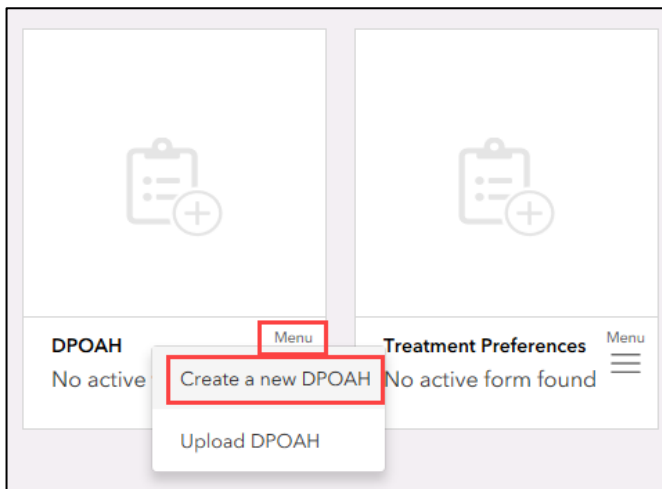 DPOAH
Menu
No active
Create a new DPOAH
Upload DPOAH
Treatment Preferences
Menu
No active form found